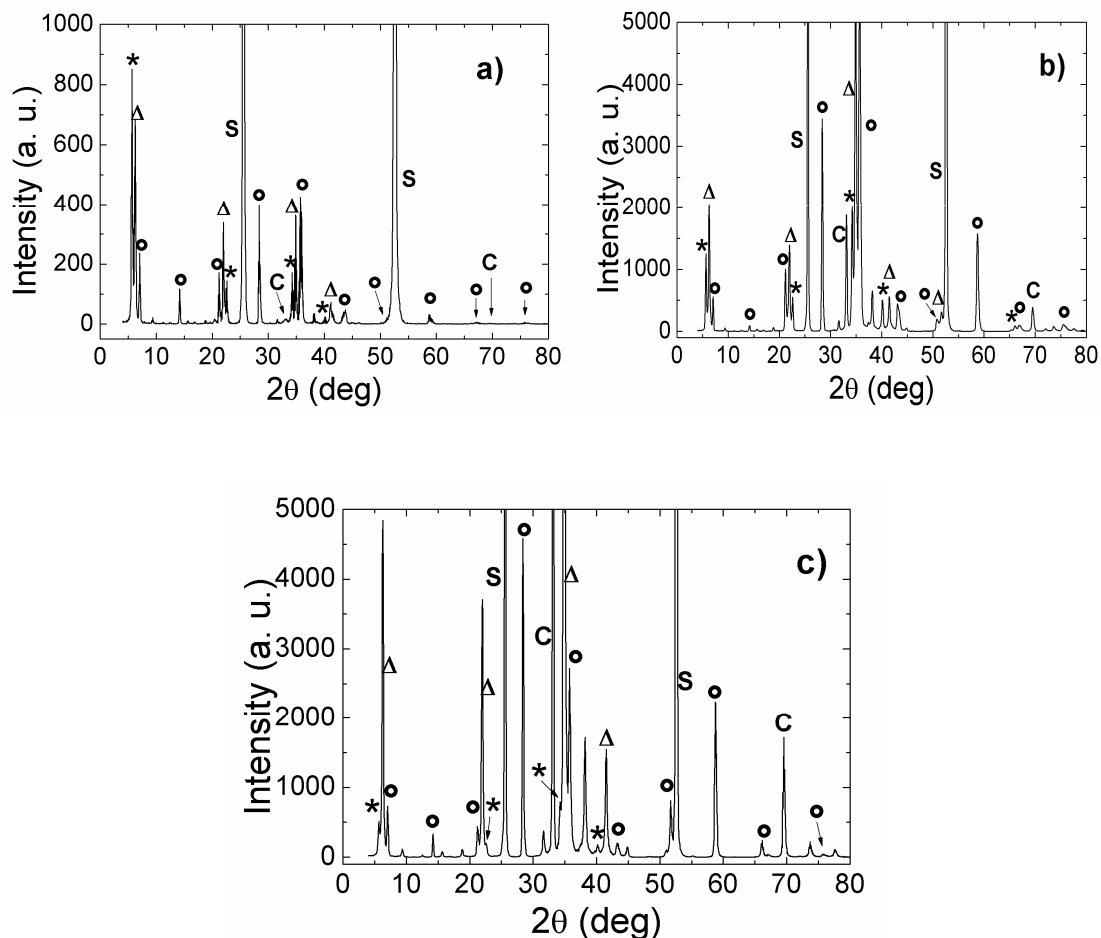 a)
Intensity (a. u.)
1000
800
600
400
200
0
* Δ o o o Δ * S o C Δ * o * Δ o o S o o C o
0 10 20 30 40 50 60 70 80
2θ (deg)
b)
Intensity (a. u.)
5000
4000
3000
2000
1000
0
* Δ o o o Δ * S o C * Δ o * Δ o o Δ S o * o C o
0 10 20 30 40 50 60 70 80
2θ (deg)
c)
Intensity (a. u.)
5000
4000
3000
2000
1000
0
* Δ o o o Δ * S o C * Δ o * Δ o o S o o C o
0 10 20 30 40 50 60 70 80
2θ (deg)